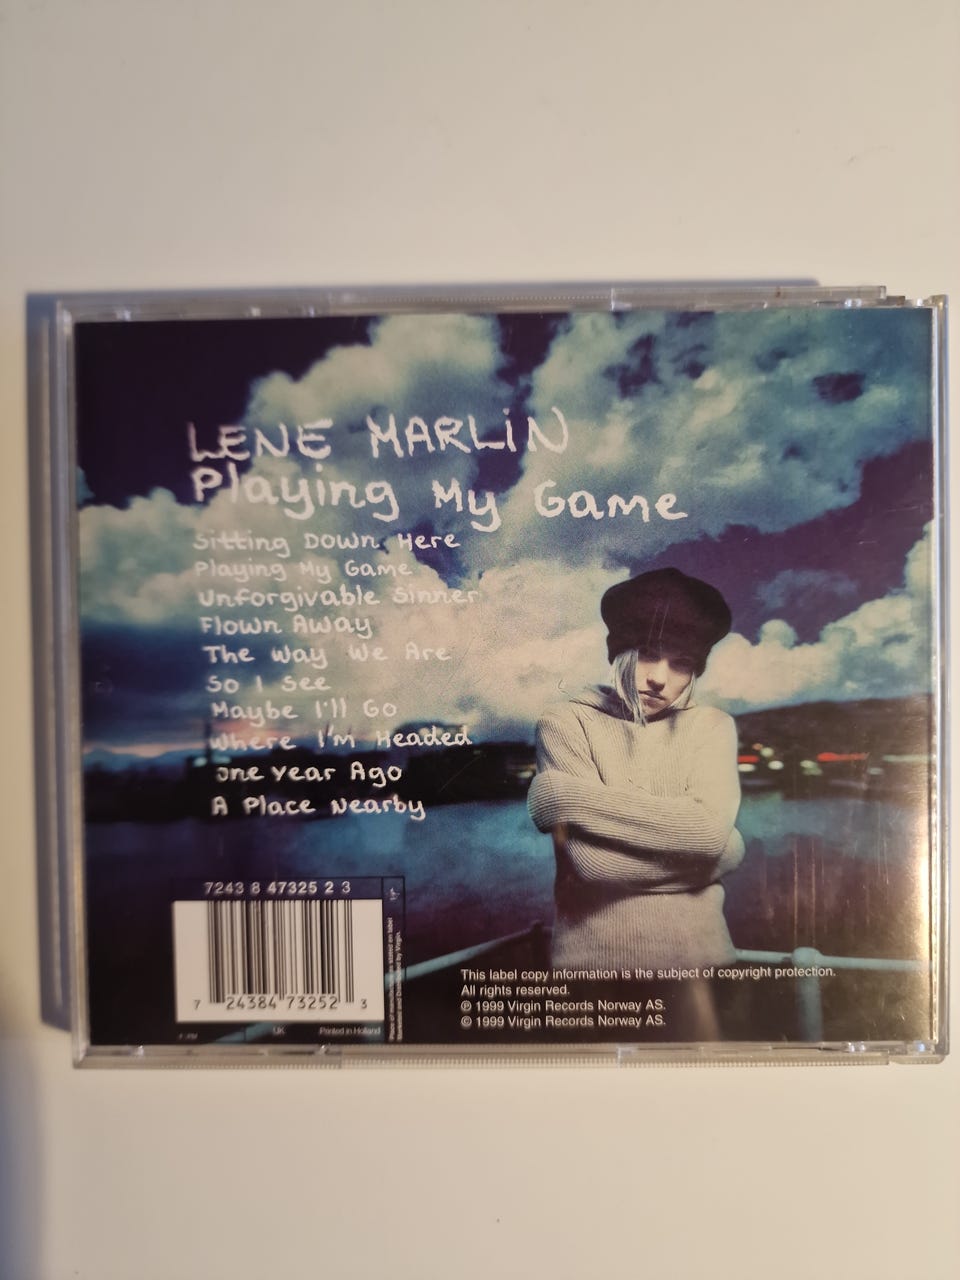 LENE MARLiN
Playing My Game
Sitting Down Here
Playing My Game
Unforgivable Sinner
Flown Away
The Way We Are
So I See
Maybe I'll Go
Where I'm Headed
One Year Ago
A Place Nearby
7243 8 47325 2 3
7 24384 73252 3
UK Printed in Holland
This label copy information is the subject of copyright protection.
All rights reserved.
℗ 1999 Virgin Records Norway AS.
© 1999 Virgin Records Norway AS.